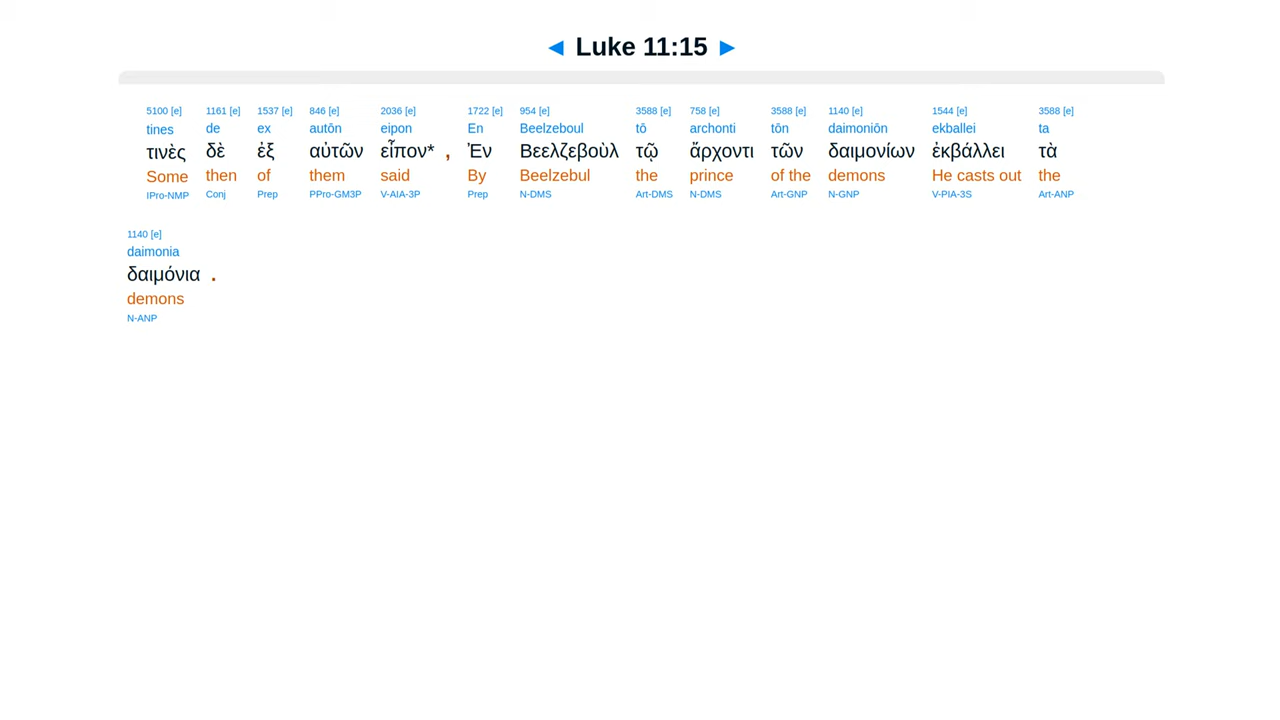 ◄ Luke 11:15 ►
5100 [e] 1161 [e] 1537 [e] 846 [e] 2036 [e] 1722 [e] 954 [e] 3588 [e] 758 [e] 3588 [e] 1140 [e] 1544 [e] 3588 [e]
tines de ex autōn eipon En Beelzeboul tō archonti tōn daimoniōn ekballei ta
τινὲς δὲ ἐξ αὐτῶν εἶπον* , Ἐν Βεελζεβοὺλ τῷ ἄρχοντι τῶν δαιμονίων ἐκβάλλει τὰ
Some then of them said By Beelzebul the prince of the demons He casts out the
IPro-NMP Conj Prep PPro-GM3P V-AIA-3P Prep N-DMS Art-DMS N-DMS Art-GNP N-GNP V-PIA-3S Art-ANP
1140 [e]
daimonia
δαιμόνια .
demons
N-ANP